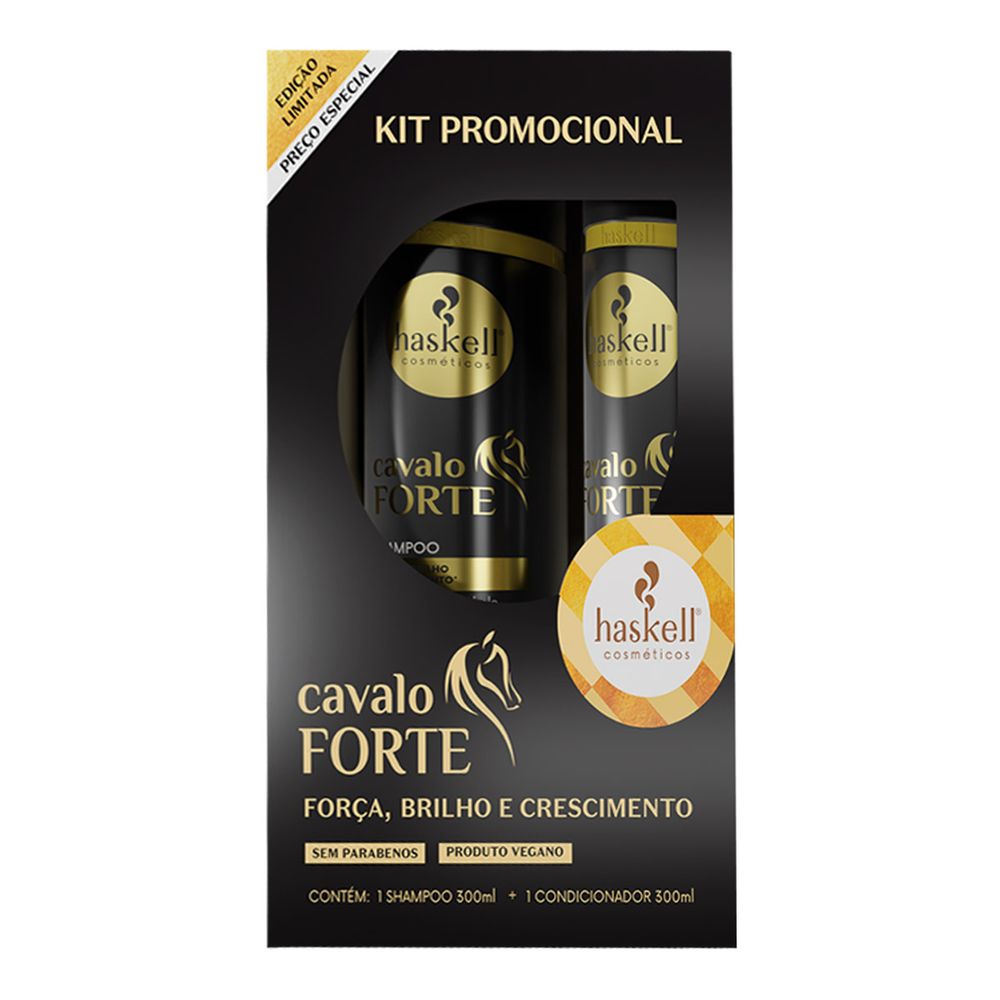 EDIÇÃO
LIMITADA
PREÇO ESPECIAL
KIT PROMOCIONAL
haskell
haskell
haskell®
cosméticos
haskell®
cosméticos
cavalo
FORTE
cavalo
FORTE
haskell®
cosméticos
cavalo
FORTE
FORÇA, BRILHO E CRESCIMENTO
SEM PARABENOS
PRODUTO VEGANO
CONTÉM: 1 SHAMPOO 300ml + 1 CONDICIONADOR 300ml